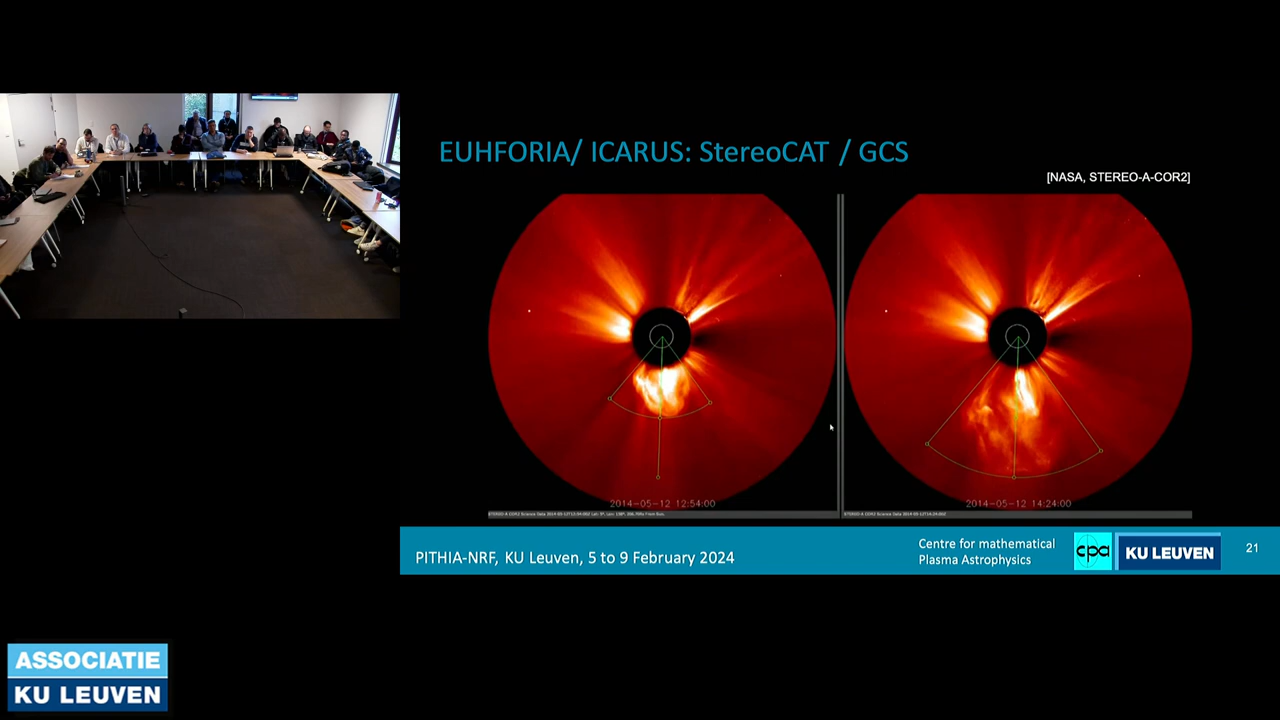 EUHFORIA/ ICARUS: StereoCAT / GCS
[NASA, STEREO-A-COR2]
2014-05-12 12:54:00
2014-05-12 14:24:00
PITHIA-NRF, KU Leuven, 5 to 9 February 2024
Centre for mathematical
Plasma Astrophysics
cpa
KU LEUVEN
21
ASSOCIATIE
KU LEUVEN